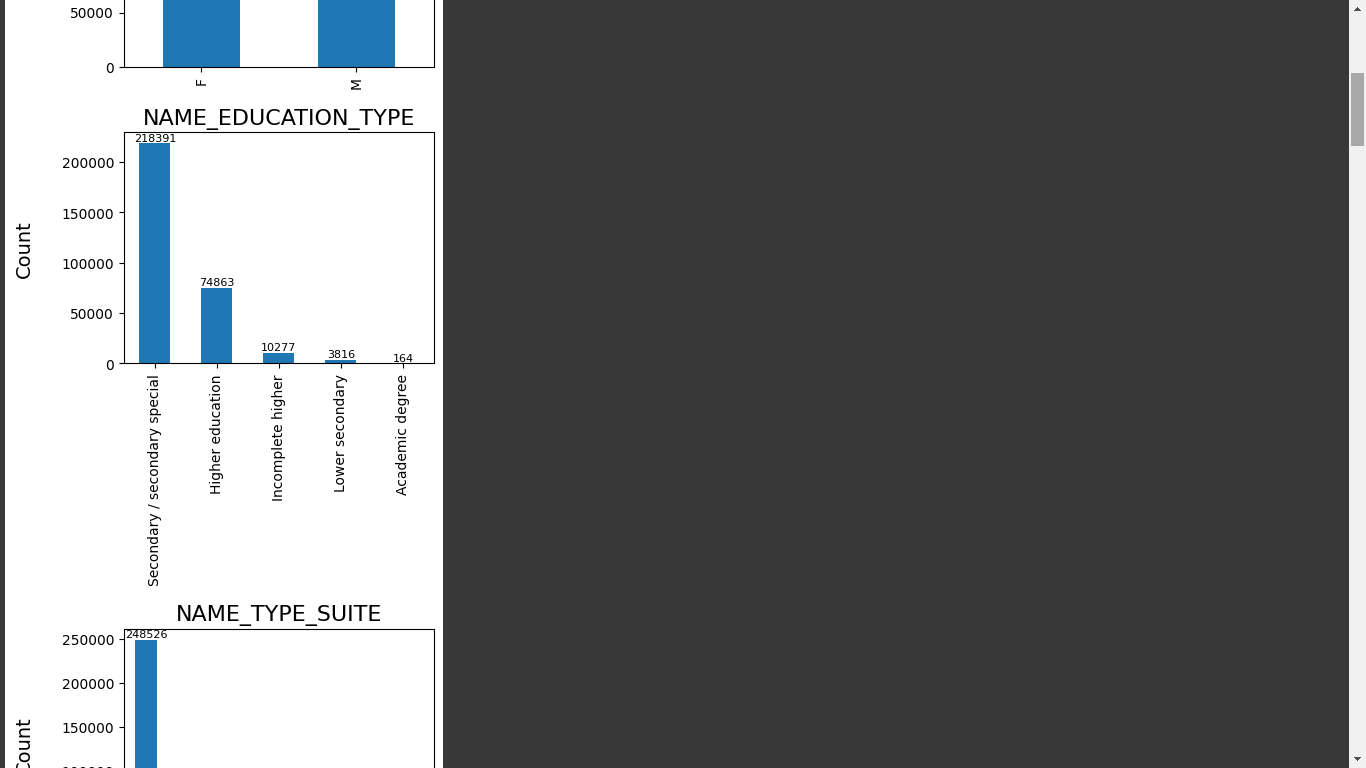 50000
0
F
M
NAME_EDUCATION_TYPE
218391
200000
150000
Count
100000
74863
50000
10277
3816
164
0
Secondary / secondary special
Higher education
Incomplete higher
Lower secondary
Academic degree
NAME_TYPE_SUITE
248526
250000
200000
150000
Count
100000